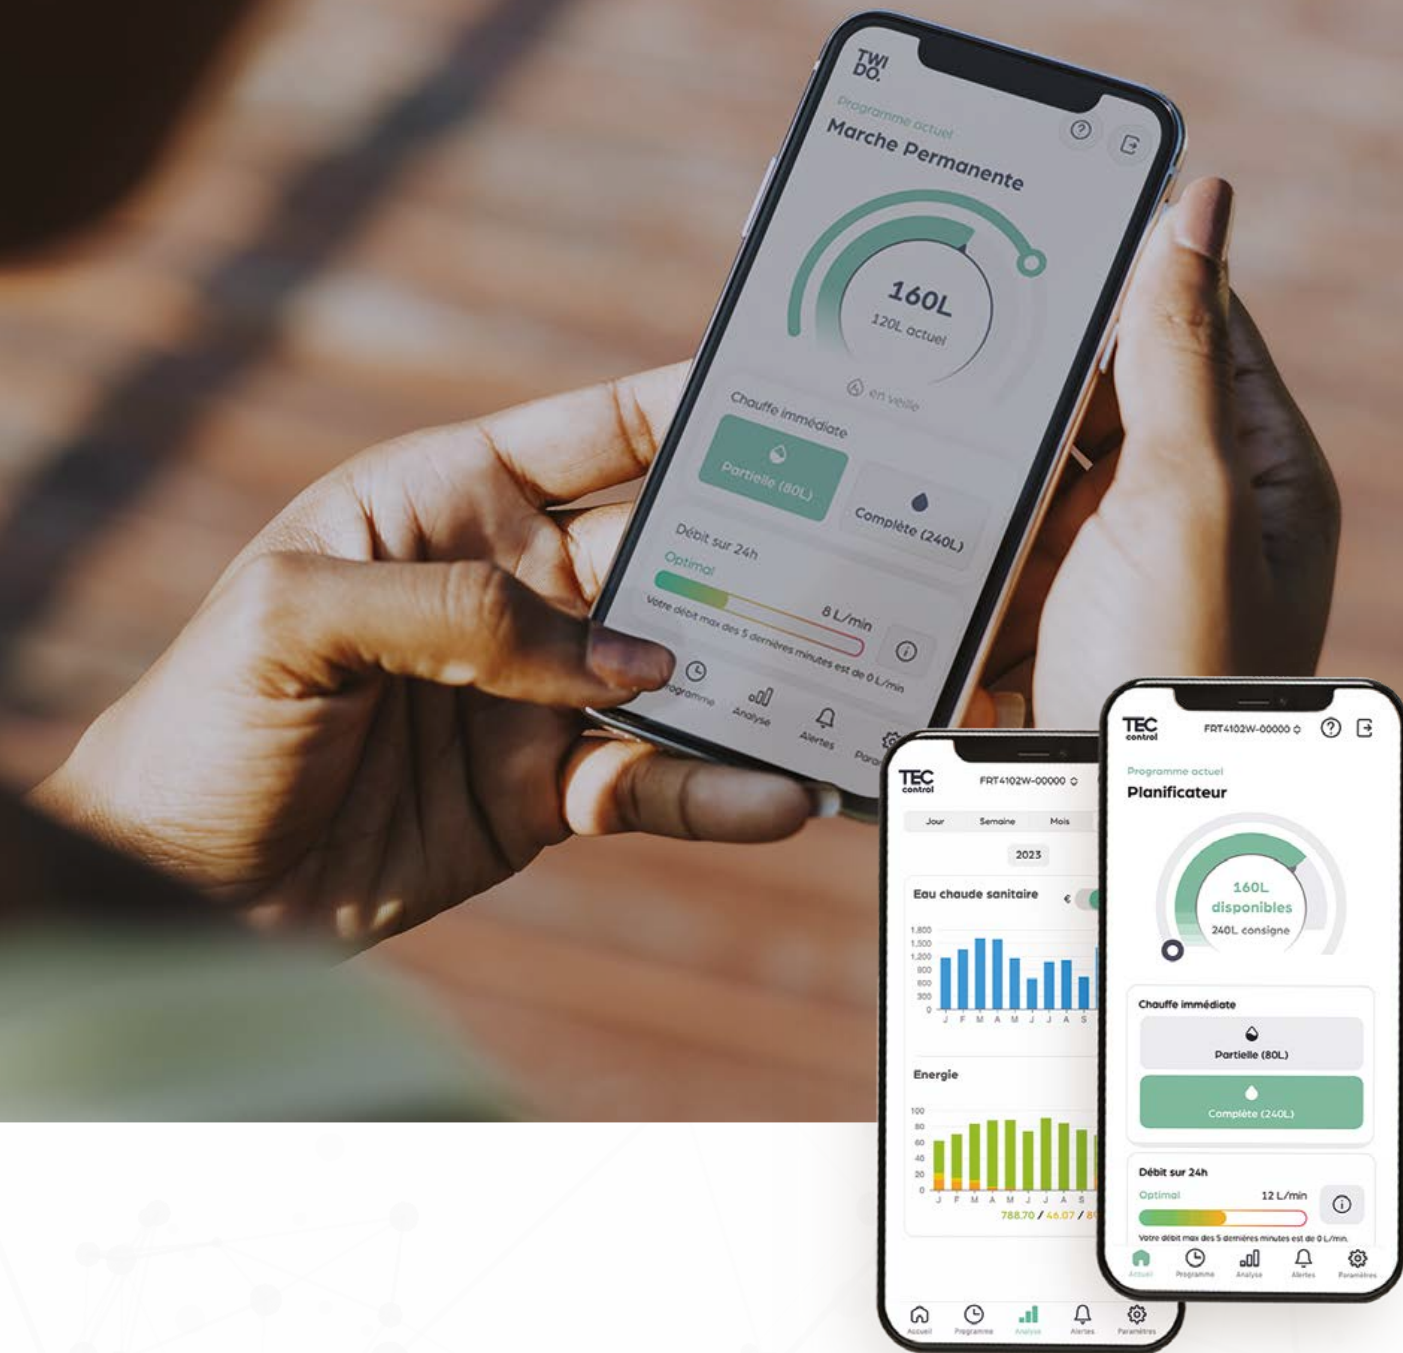 TWI
DO.
Programme actuel
Marche Permanente
160L
120L actuel
en veille
Chauffe immédiate
Partielle (80L)
Complète (240L)
Débit sur 24h
Optimal
8 L/min
Votre débit max des 5 dernières minutes est de 0 L/min
Analyse
Alertes
TEC
control
FRT4102W-00000
Jour Semaine Mois
2023
Eau chaude sanitaire €
1,800
1,500
1,200
900
600
300
0
J F M A M J J A S
Energie
100
80
60
40
20
0
J F M A M J J A S
788.70 / 46.07 /
Accueil Programme Analyse Alertes Paramètres
TEC
control
FRT4102W-00000
Programme actuel
Planificateur
160L
disponibles
240L consigne
Chauffe immédiate
Partielle (80L)
Complète (240L)
Débit sur 24h
Optimal 12 L/min
Votre débit max des 5 dernières minutes est de 0 L/min.
Accueil Programme Analyse Alertes Paramètres